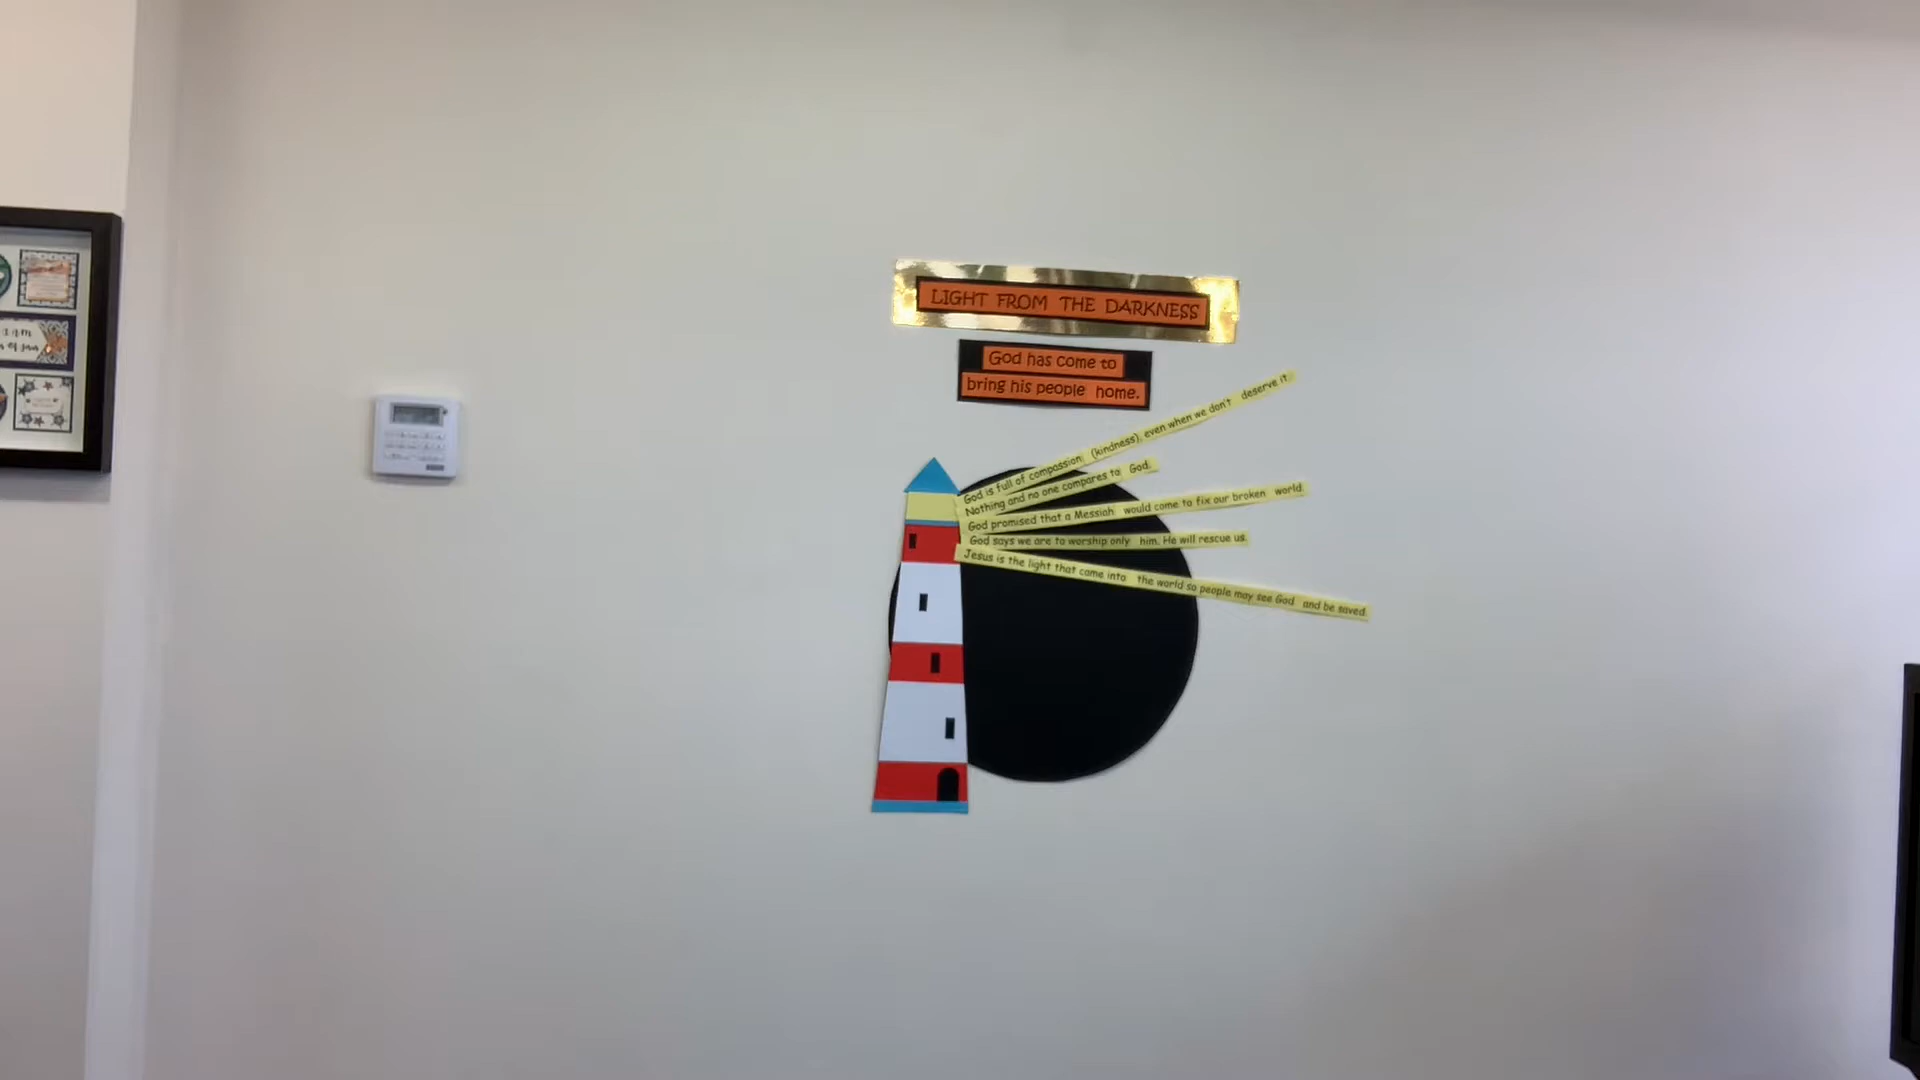 LIGHT FROM THE DARKNESS
God has come to
bring his people home.
God is full of compassion (kindness), even when we don't deserve it.
Nothing and no one compares to God.
God promised that a Messiah would come to fix our broken world.
God says we are to worship only him. He will rescue us.
Jesus is the light that came into the world so people may see God and be saved.